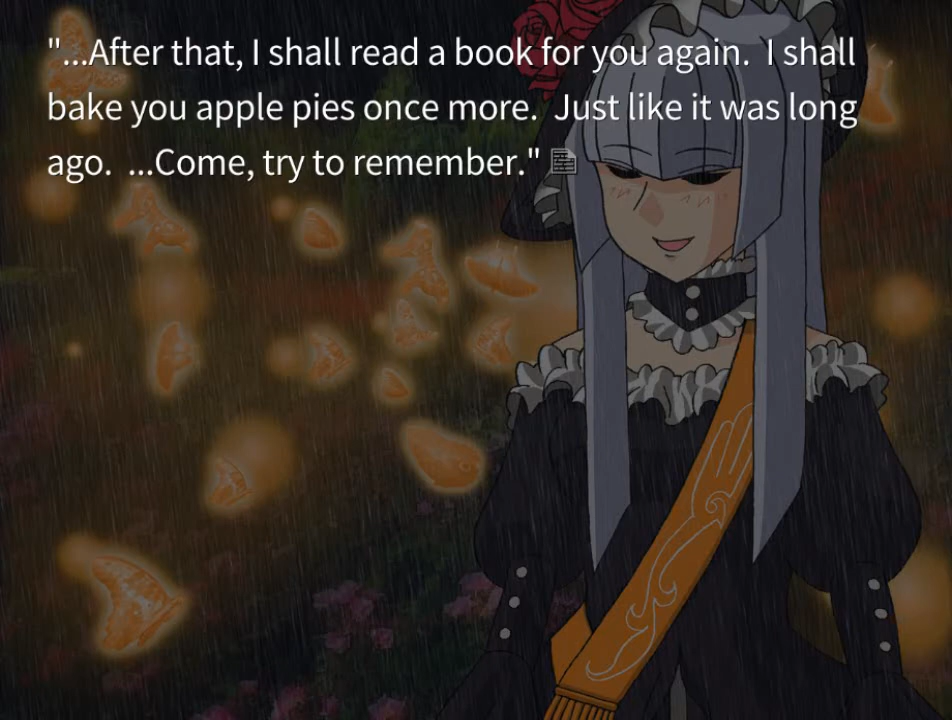 "...After that, I shall read a book for you again.  I shall
bake you apple pies once more.  Just like it was long
ago.  ...Come, try to remember."